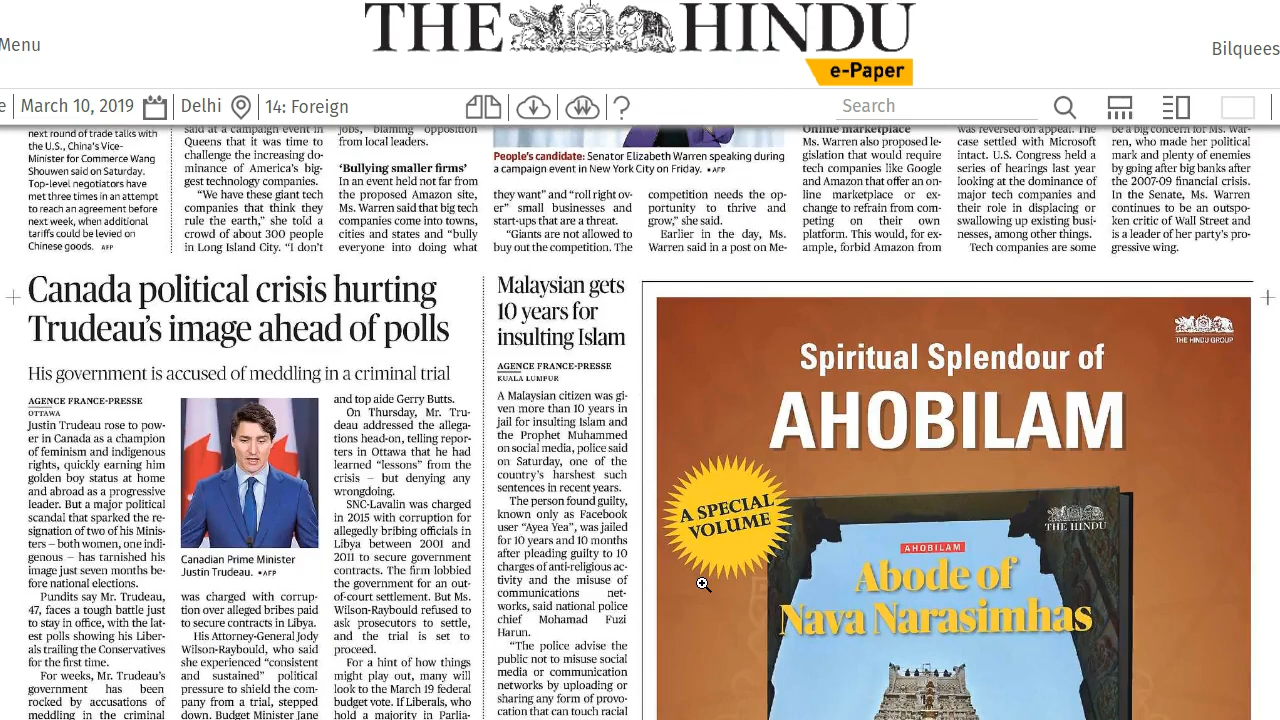 THE HINDU
e-Paper
Menu
Bilquees
e
March 10, 2019
Delhi
14: Foreign
?
Search
next round of trade talks with
the U.S., China's Vice-
Minister for Commerce Wang
Shouwen said on Saturday.
Top-level negotiators have
met three times in an attempt
to reach an agreement before
next week, when additional
tariffs could be levied on
Chinese goods. AFP
said at a campaign event in
Queens that it was time to
challenge the increasing do-
minance of America's big-
gest technology companies.
"We have these giant tech
companies that think they
rule the earth," she told a
crowd of about 300 people
in Long Island City. "I don't
jobs, blaming opposition
from local leaders.
'Bullying smaller firms'
In an event held not far from
the proposed Amazon site,
Ms. Warren said that big tech
companies come into towns,
cities and states and "bully
everyone into doing what
People's candidate: Senator Elizabeth Warren speaking during
a campaign event in New York City on Friday. •AFP
they want" and "roll right ov-
er" small businesses and
start-ups that are a threat.
"Giants are not allowed to
buy out the competition. The
competition needs the op-
portunity to thrive and
grow," she said.
Earlier in the day, Ms.
Warren said in a post on Me-
Online marketplace
Ms. Warren also proposed le-
gislation that would require
tech companies like Google
and Amazon that offer an on-
line marketplace or ex-
change to refrain from com-
peting on their own
platform. This would, for ex-
ample, forbid Amazon from
was reversed on appeal. The
case settled with Microsoft
intact. U.S. Congress held a
series of hearings last year
looking at the dominance of
major tech companies and
their role in displacing or
swallowing up existing busi-
nesses, among other things.
Tech companies are some
be a big concern for Ms. War-
ren, who made her political
mark and plenty of enemies
by going after big banks after
the 2007-09 financial crisis.
In the Senate, Ms. Warren
continues to be an outspo-
ken critic of Wall Street and
is a leader of her party's pro-
gressive wing.
Canada political crisis hurting
Trudeau's image ahead of polls
His government is accused of meddling in a criminal trial
AGENCE FRANCE-PRESSE
OTTAWA
Justin Trudeau rose to pow-
er in Canada as a champion
of feminism and indigenous
rights, quickly earning him
golden boy status at home
and abroad as a progressive
leader. But a major political
scandal that sparked the re-
signation of two of his Minis-
ters – both women, one indi-
genous – has tarnished his
image just seven months be-
fore national elections.
Pundits say Mr. Trudeau,
47, faces a tough battle just
to stay in office, with the lat-
est polls showing his Liber-
als trailing the Conservatives
for the first time.
For weeks, Mr. Trudeau's
government has been
rocked by accusations of
meddling in the criminal
Canadian Prime Minister
Justin Trudeau. •AFP
was charged with corrup-
tion over alleged bribes paid
to secure contracts in Libya.
His Attorney-General Jody
Wilson-Raybould, who said
she experienced "consistent
and sustained" political
pressure to shield the com-
pany from a trial, stepped
down. Budget Minister Jane
and top aide Gerry Butts.
On Thursday, Mr. Tru-
deau addressed the allega-
tions head-on, telling repor-
ters in Ottawa that he had
learned "lessons" from the
crisis – but denying any
wrongdoing.
SNC-Lavalin was charged
in 2015 with corruption for
allegedly bribing officials in
Libya between 2001 and
2011 to secure government
contracts. The firm lobbied
the government for an out-
of-court settlement. But Ms.
Wilson-Raybould refused to
ask prosecutors to settle,
and the trial is set to
proceed.
For a hint of how things
might play out, many will
look to the March 19 federal
budget vote. If Liberals, who
hold a majority in Parlia-
Malaysian gets
10 years for
insulting Islam
AGENCE FRANCE-PRESSE
KUALA LUMPUR
A Malaysian citizen was gi-
ven more than 10 years in
jail for insulting Islam and
the Prophet Muhammed
on social media, police said
on Saturday, one of the
country's harshest such
sentences in recent years.
The person found guilty,
known only as Facebook
user "Ayea Yea", was jailed
for 10 years and 10 months
after pleading guilty to 10
charges of anti-religious ac-
tivity and the misuse of
communications net-
works, said national police
chief Mohamad Fuzi
Harun.
"The police advise the
public not to misuse social
media or communication
networks by uploading or
sharing any form of provo-
cation that can touch racial
THE HINDU GROUP
Spiritual Splendour of
AHOBILAM
A SPECIAL
VOLUME
THE HINDU
AHOBILAM
Abode of
Nava Narasimhas